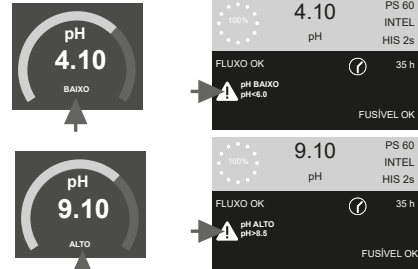 pH
4.10
BAIXO
100%
4.10
pH
PS 60
INTEL
HIS 2s
FLUXO OK
35 h
pH BAIXO
pH<6.0
FUSÍVEL OK
pH
9.10
ALTO
100%
9.10
pH
PS 60
INTEL
HIS 2s
FLUXO OK
35 h
pH ALTO
pH>8.5
FUSÍVEL OK